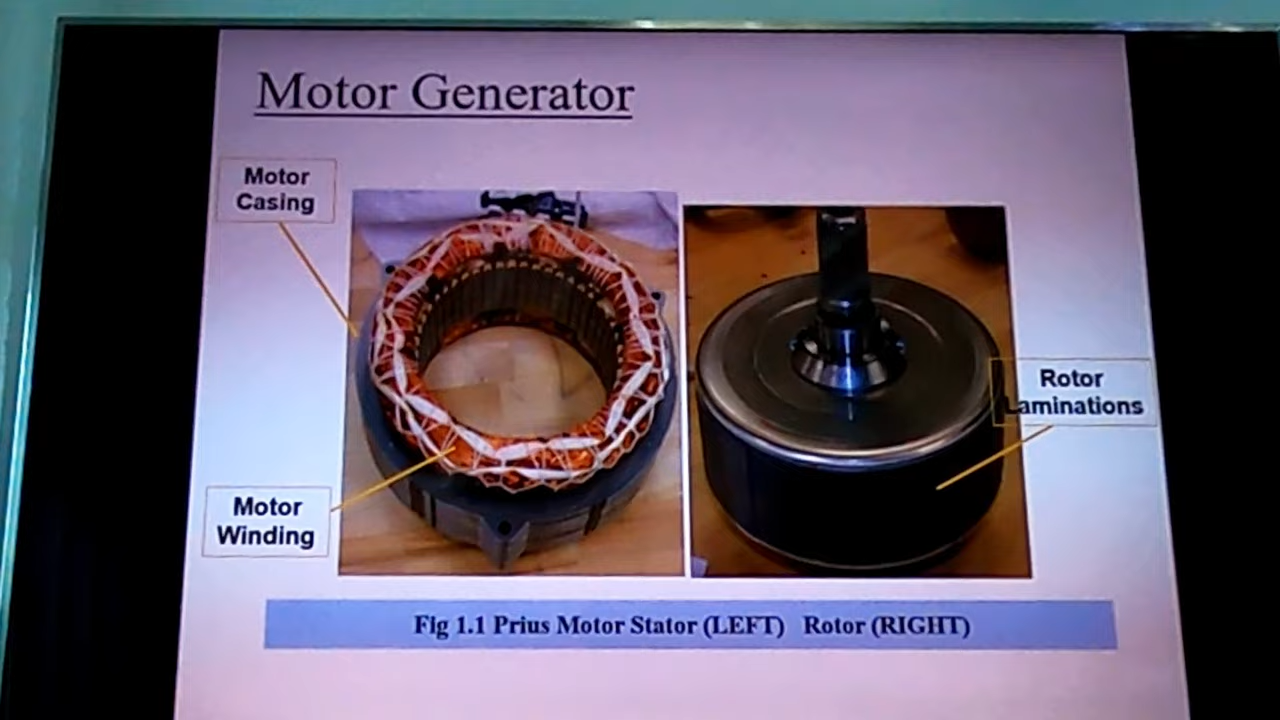 Motor Generator
Motor
Casing
Rotor
Laminations
Motor
Winding
Fig 1.1 Prius Motor Stator (LEFT) Rotor (RIGHT)